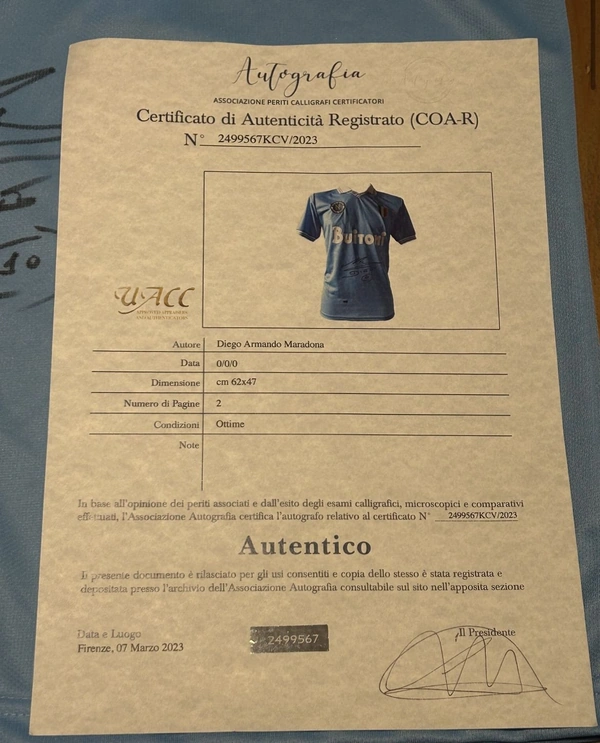 Autografia
ASSOCIAZIONE PERITI CALLIGRAFI CERTIFICATORI
Certificato di Autenticità Registrato (COA-R)
N° 2499567KCV/2023
Buitoni
UACC
APPROVED APPRAISERS
AND AUTHENTICATORS
Autore Diego Armando Maradona
Data 0/0/0
Dimensione cm 62x47
Numero di Pagine 2
Condizioni Ottime
Note
In base all'opinione dei periti associati e dall'esito degli esami calligrafici, microscopici e comparativi
effettuati, l'Associazione Autografia certifica l'autografo relativo al certificato N° 2499567KCV/2023
Autentico
Il presente documento è rilasciato per gli usi consentiti e copia dello stesso è stata registrata e
depositata presso l'archivio dell'Associazione Autografia consultabile sul sito nell'apposita sezione
Data e Luogo
Firenze, 07 Marzo 2023
2499567
Il Presidente